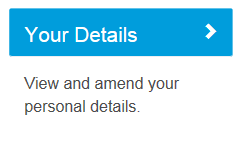 Your Details
View and amend your
personal details.